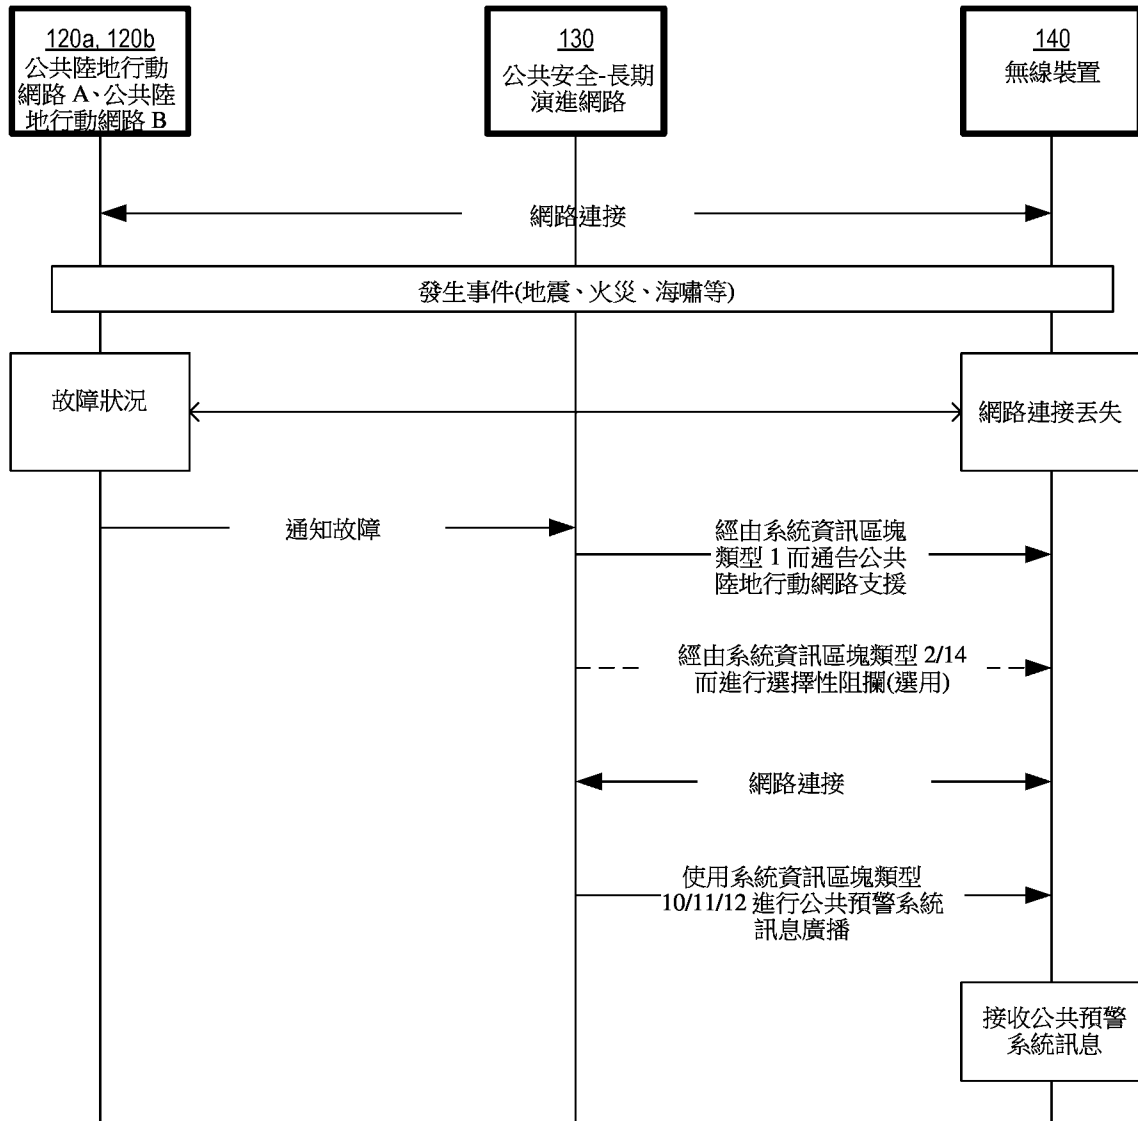 120a, 120b
公共陸地行動
網路 A、公共陸
地行動網路 B
130
公共安全-長期
演進網路
140
無線裝置
網路連接
發生事件(地震、火災、海嘯等)
故障狀況
網路連接丟失
通知故障
經由系統資訊區塊
類型 1 而通告公共
陸地行動網路支援
經由系統資訊區塊類型 2/14
而進行選擇性阻攔(選用)
網路連接
使用系統資訊區塊類型
10/11/12 進行公共預警系統
訊息廣播
接收公共預警
系統訊息